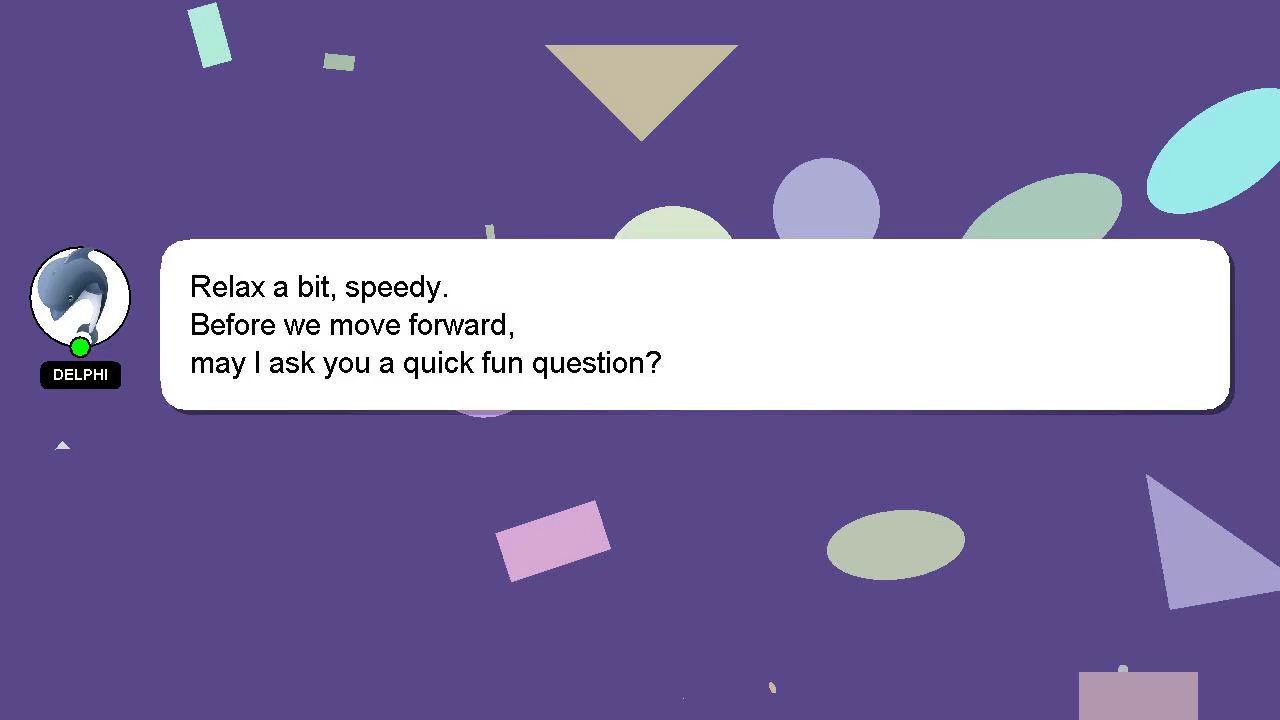 Relax a bit, speedy.
Before we move forward,
may I ask you a quick fun question?
DELPHI